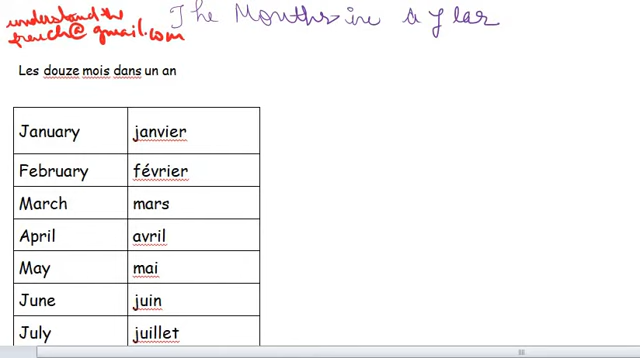 understand the The Months in a Year
french@gmail.com
Les douze mois dans un an
January janvier
February février
March mars
April avril
May mai
June juin
July juillet